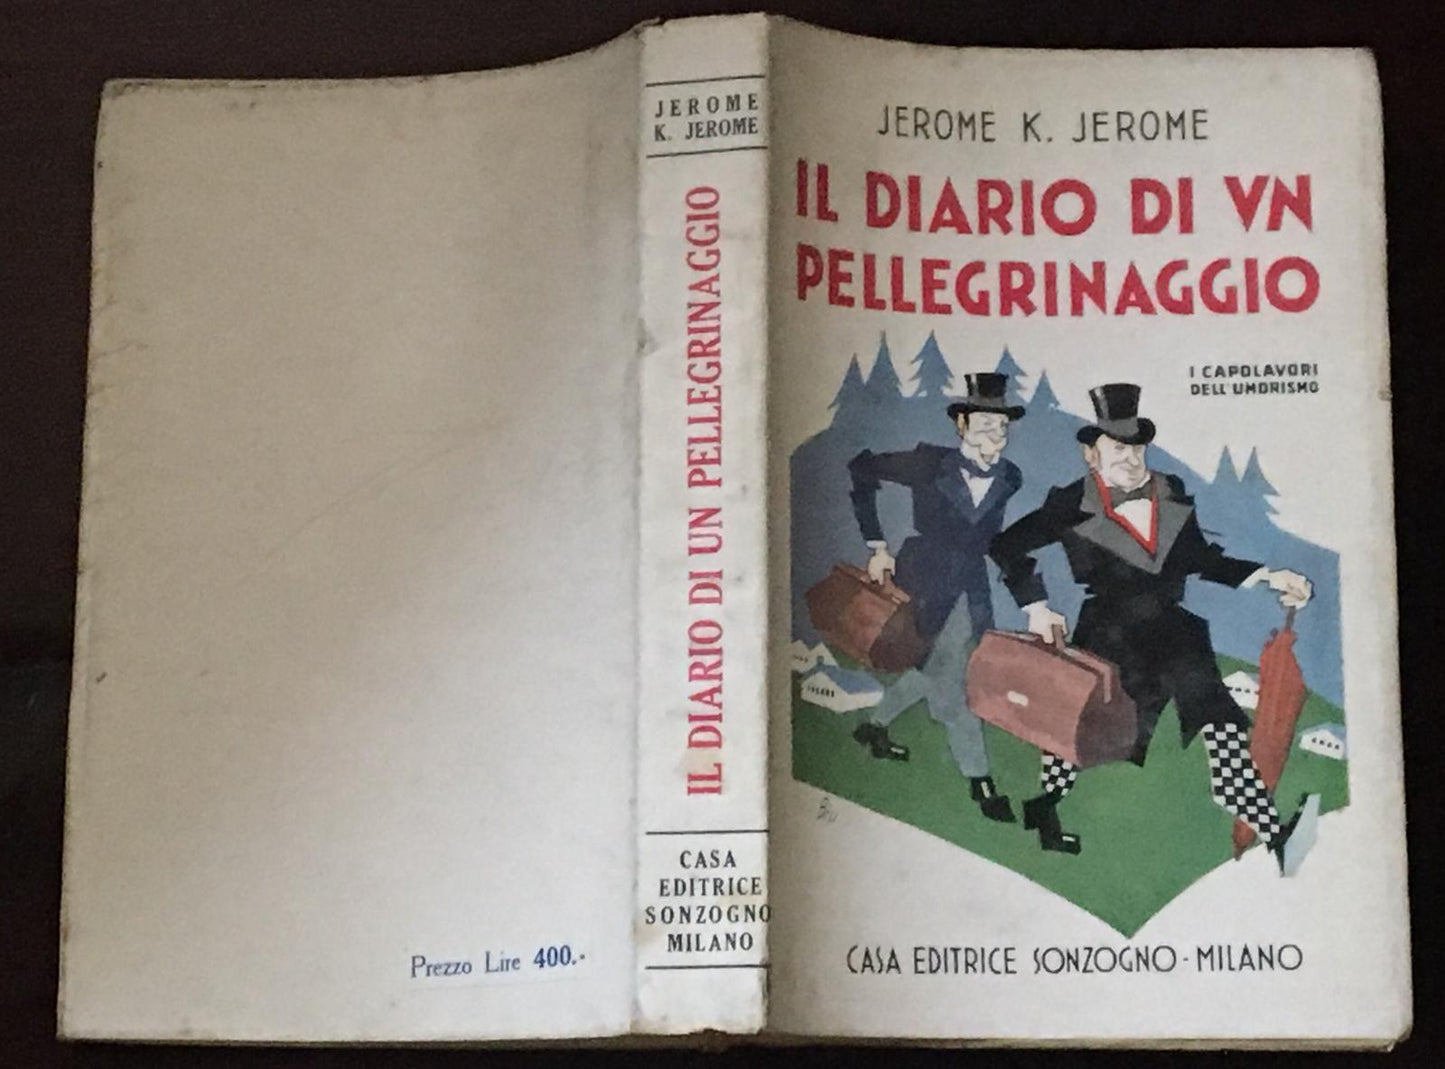 Prezzo Lire 400.-
JEROME
K. JEROME
IL DIARIO DI UN PELLEGRINAGGIO
CASA
EDITRICE
SONZOGNO
MILANO
JEROME K. JEROME
IL DIARIO DI VN
PELLEGRINAGGIO
I CAPOLAVORI
DELL'UMORISMO
CASA EDITRICE SONZOGNO - MILANO